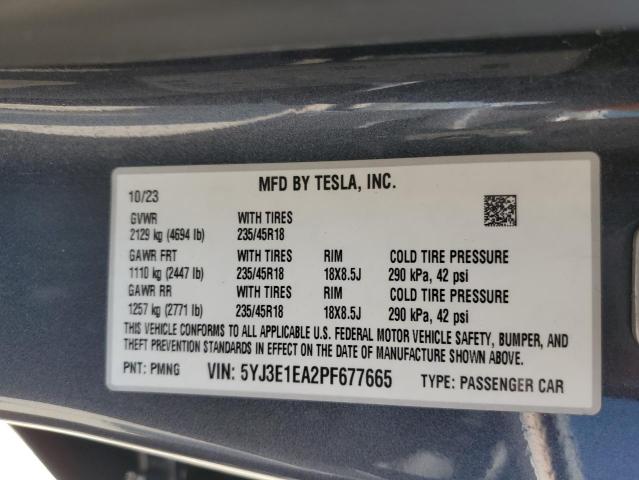 MFD BY TESLA, INC.
10/23
GVWR WITH TIRES
2129 kg (4694 lb) 235/45R18
GAWR FRT WITH TIRES RIM COLD TIRE PRESSURE
1110 kg (2447 lb) 235/45R18 18X8.5J 290 kPa, 42 psi
GAWR RR WITH TIRES RIM COLD TIRE PRESSURE
1257 kg (2771 lb) 235/45R18 18X8.5J 290 kPa, 42 psi
THIS VEHICLE CONFORMS TO ALL APPLICABLE U.S. FEDERAL MOTOR VEHICLE SAFETY, BUMPER, AND
THEFT PREVENTION STANDARDS IN EFFECT ON THE DATE OF MANUFACTURE SHOWN ABOVE.
PNT: PMNG VIN: 5YJ3E1EA2PF677665 TYPE: PASSENGER CAR